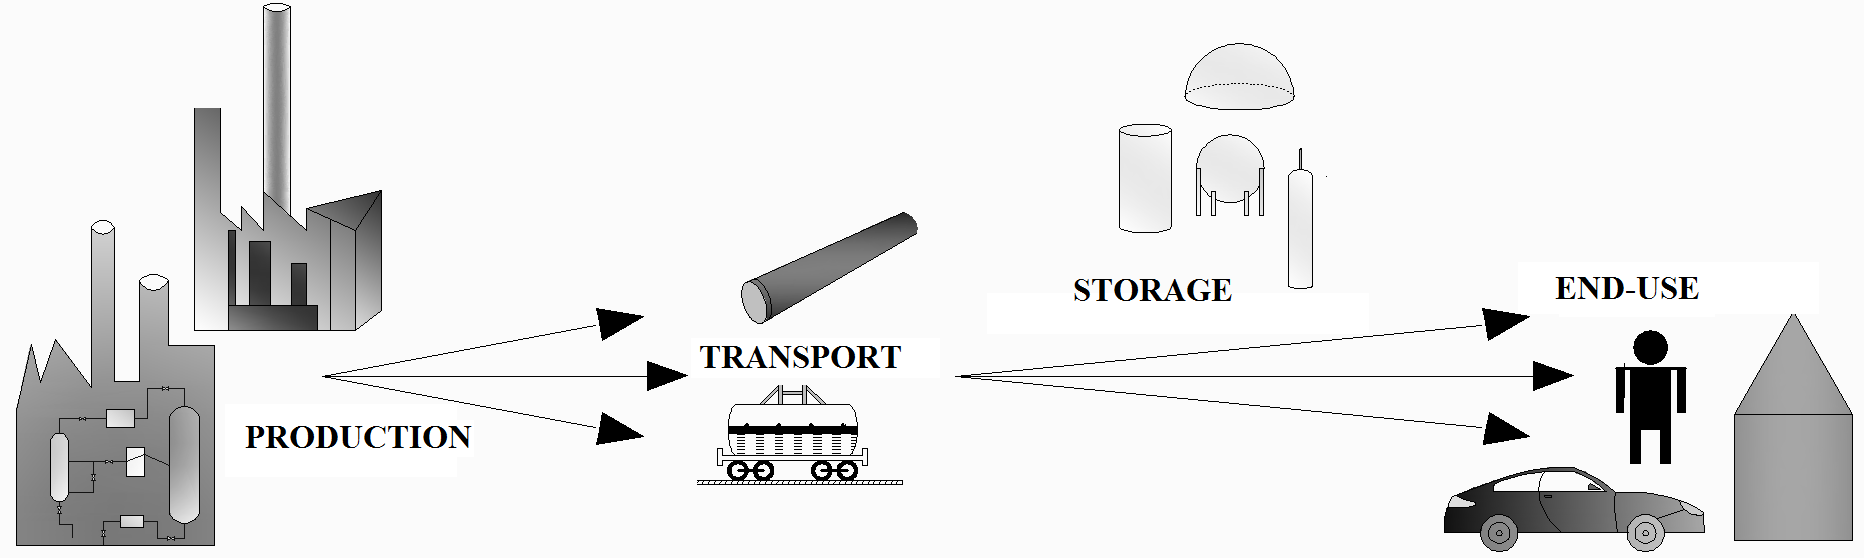 PRODUCTION
TRANSPORT
STORAGE
END-USE